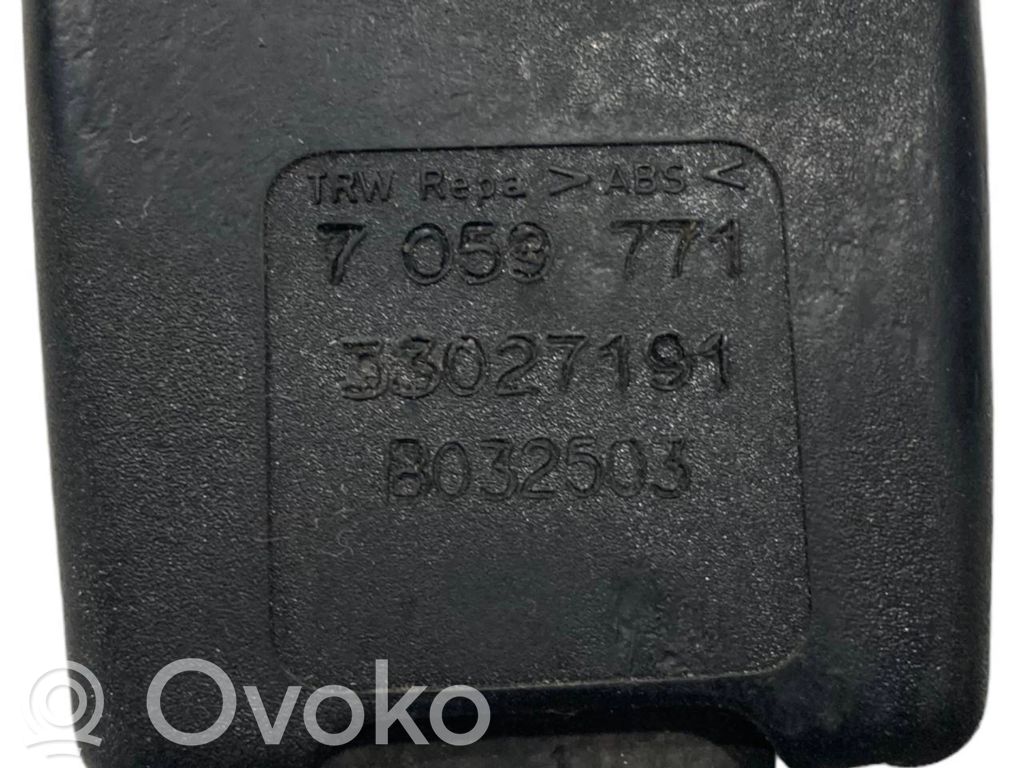 TRW Repa >ABS<
7 059 771
33027191
B032503
Ovoko